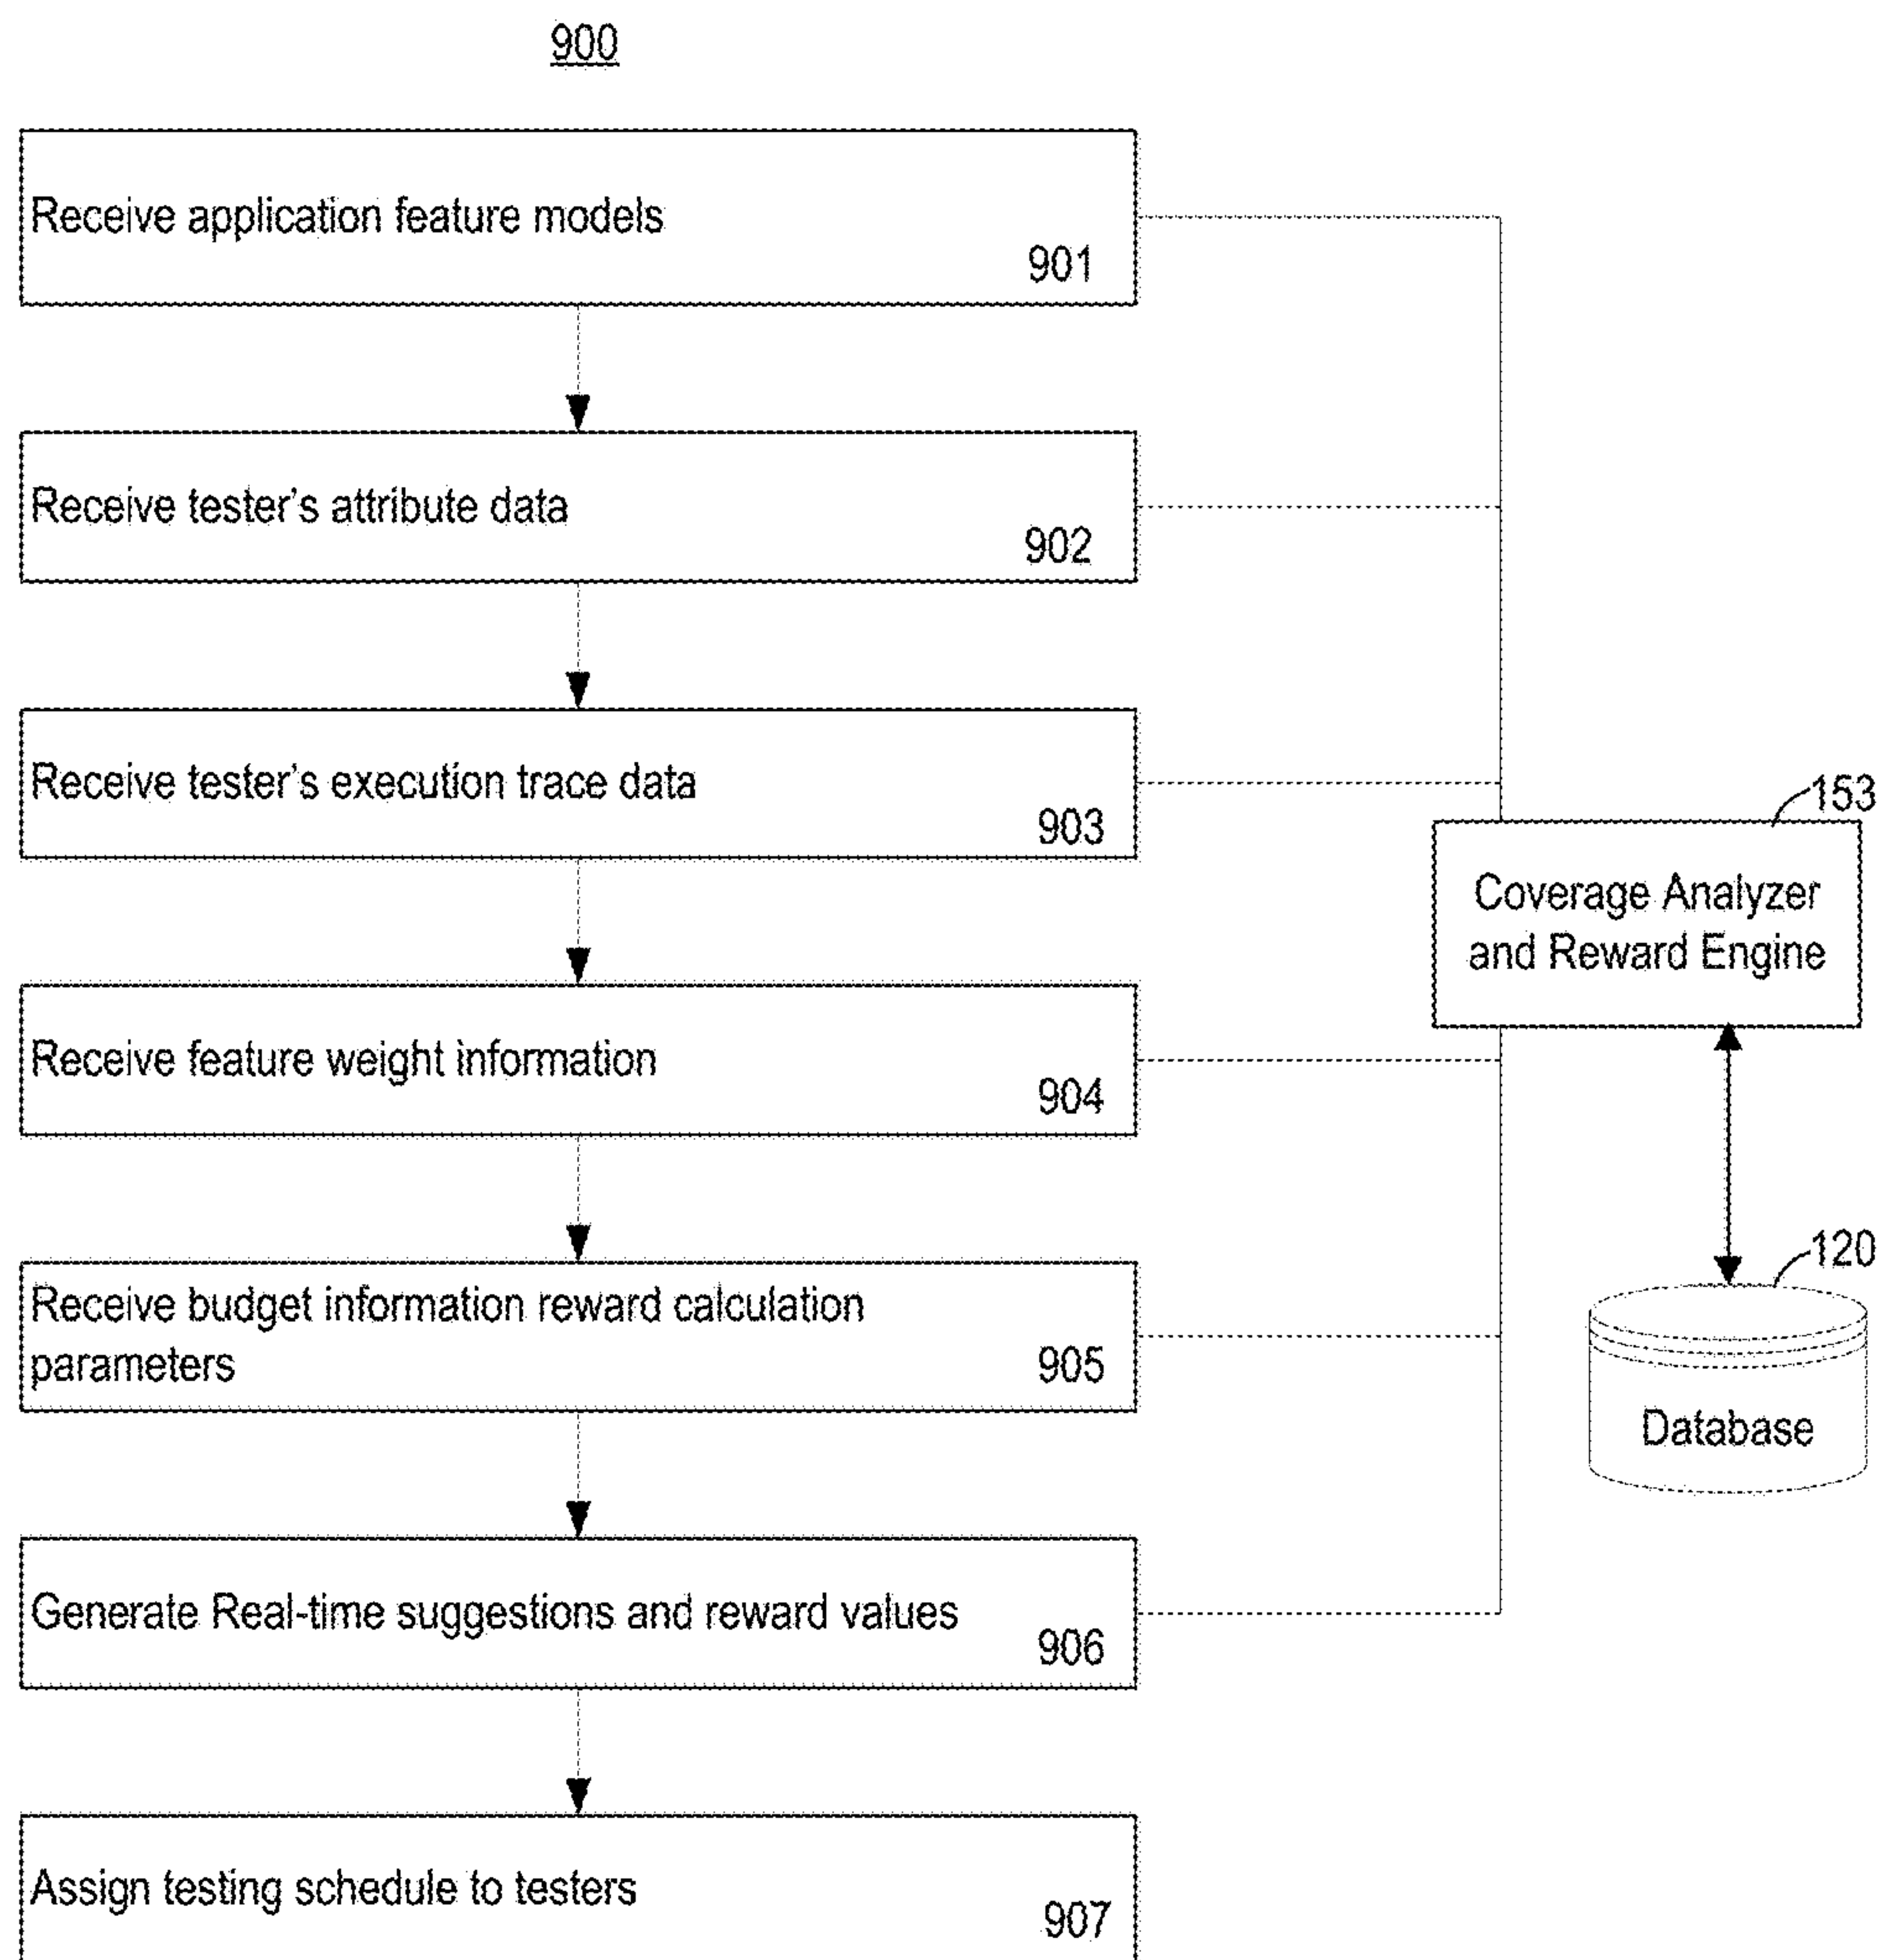 900
Receive application feature models
901
Receive tester's attribute data
902
Receive tester's execution trace data
903
153
Coverage Analyzer
and Reward Engine
Receive feature weight information
904
120
Receive budget information reward calculation
parameters
905
Database
Generate Real-time suggestions and reward values
906
Assign testing schedule to testers
907